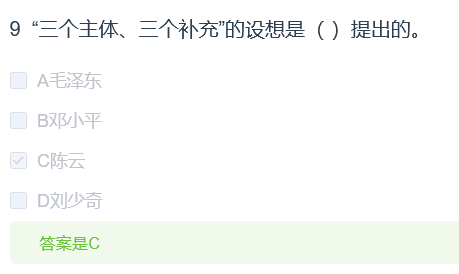 9 “三个主体、三个补充”的设想是（ ）提出的。
A毛泽东
B邓小平
C陈云
D刘少奇
答案是C